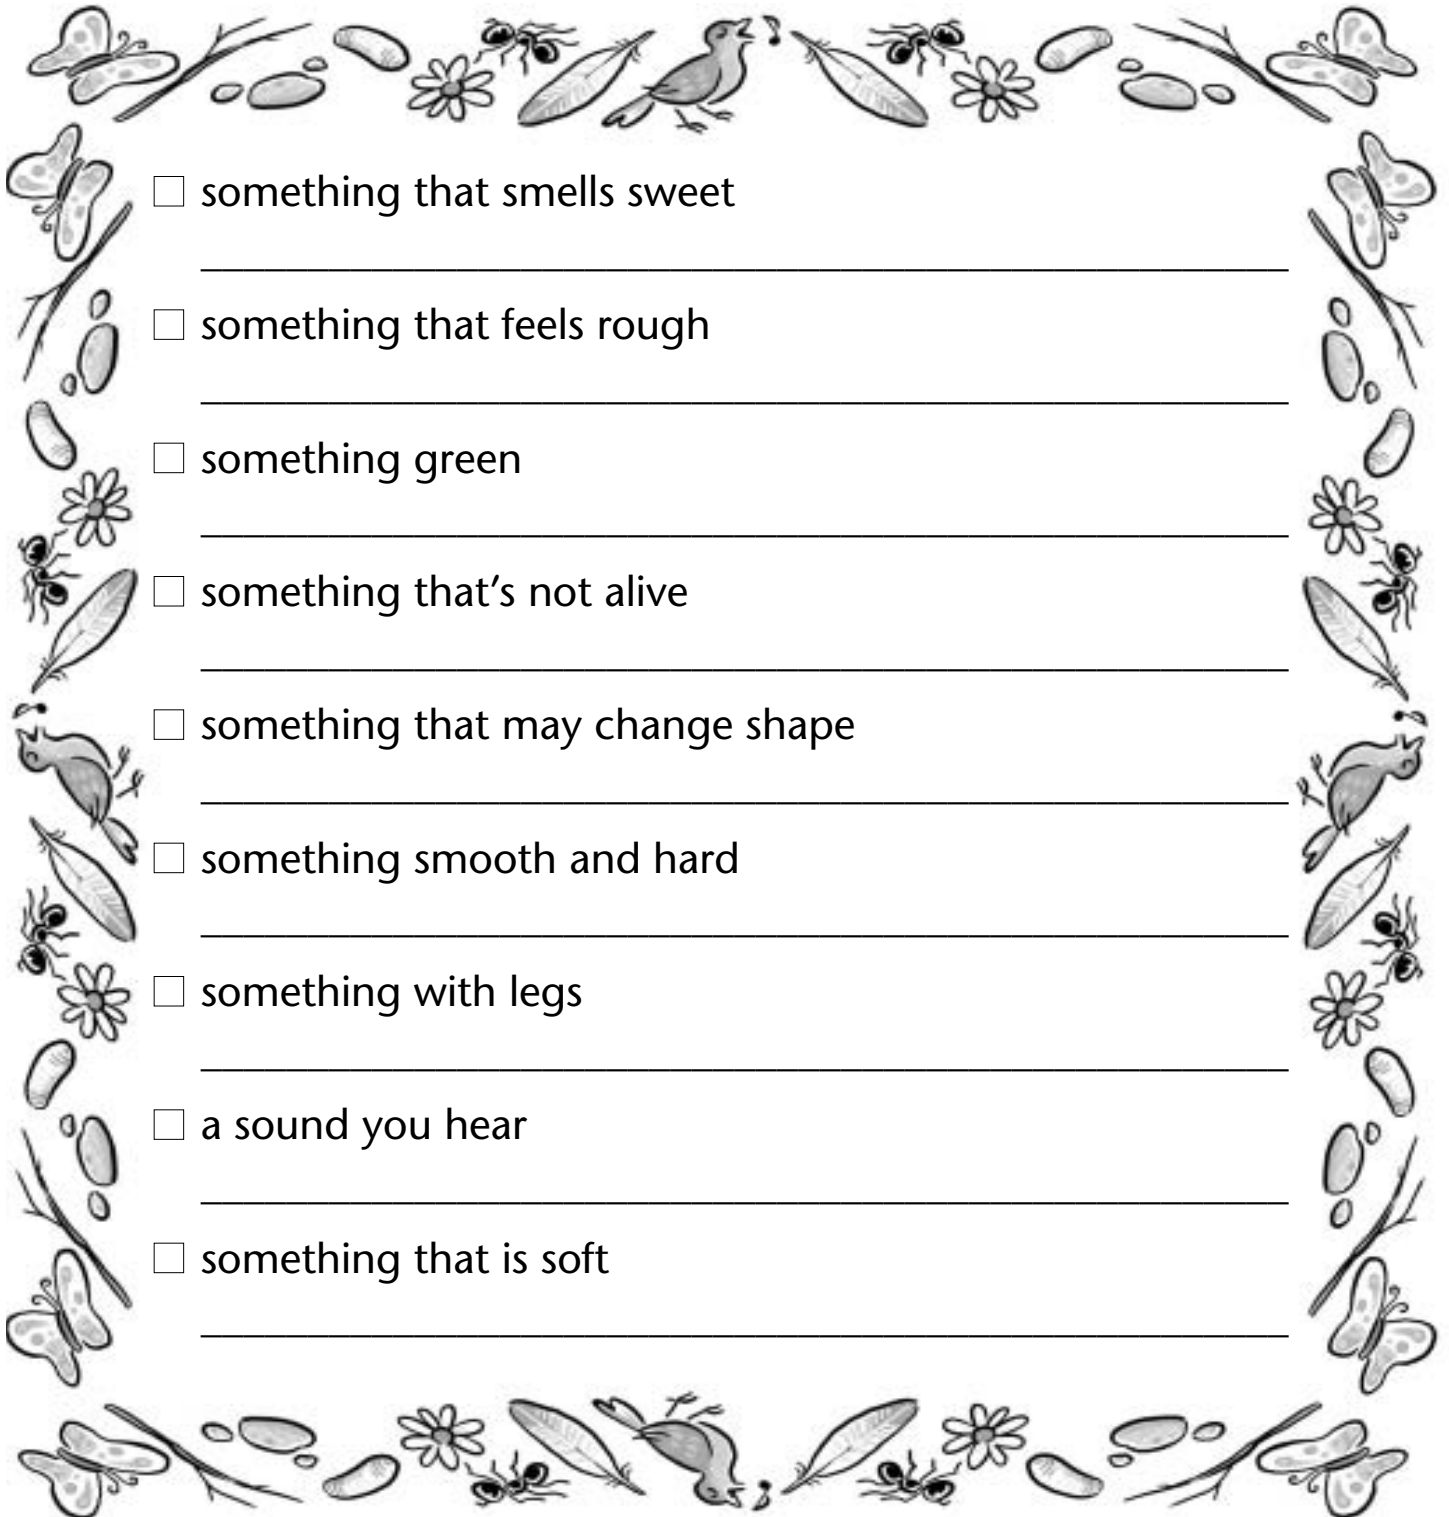 something that smells sweet
something that feels rough
something green
something that's not alive
something that may change shape
something smooth and hard
something with legs
a sound you hear
something that is soft